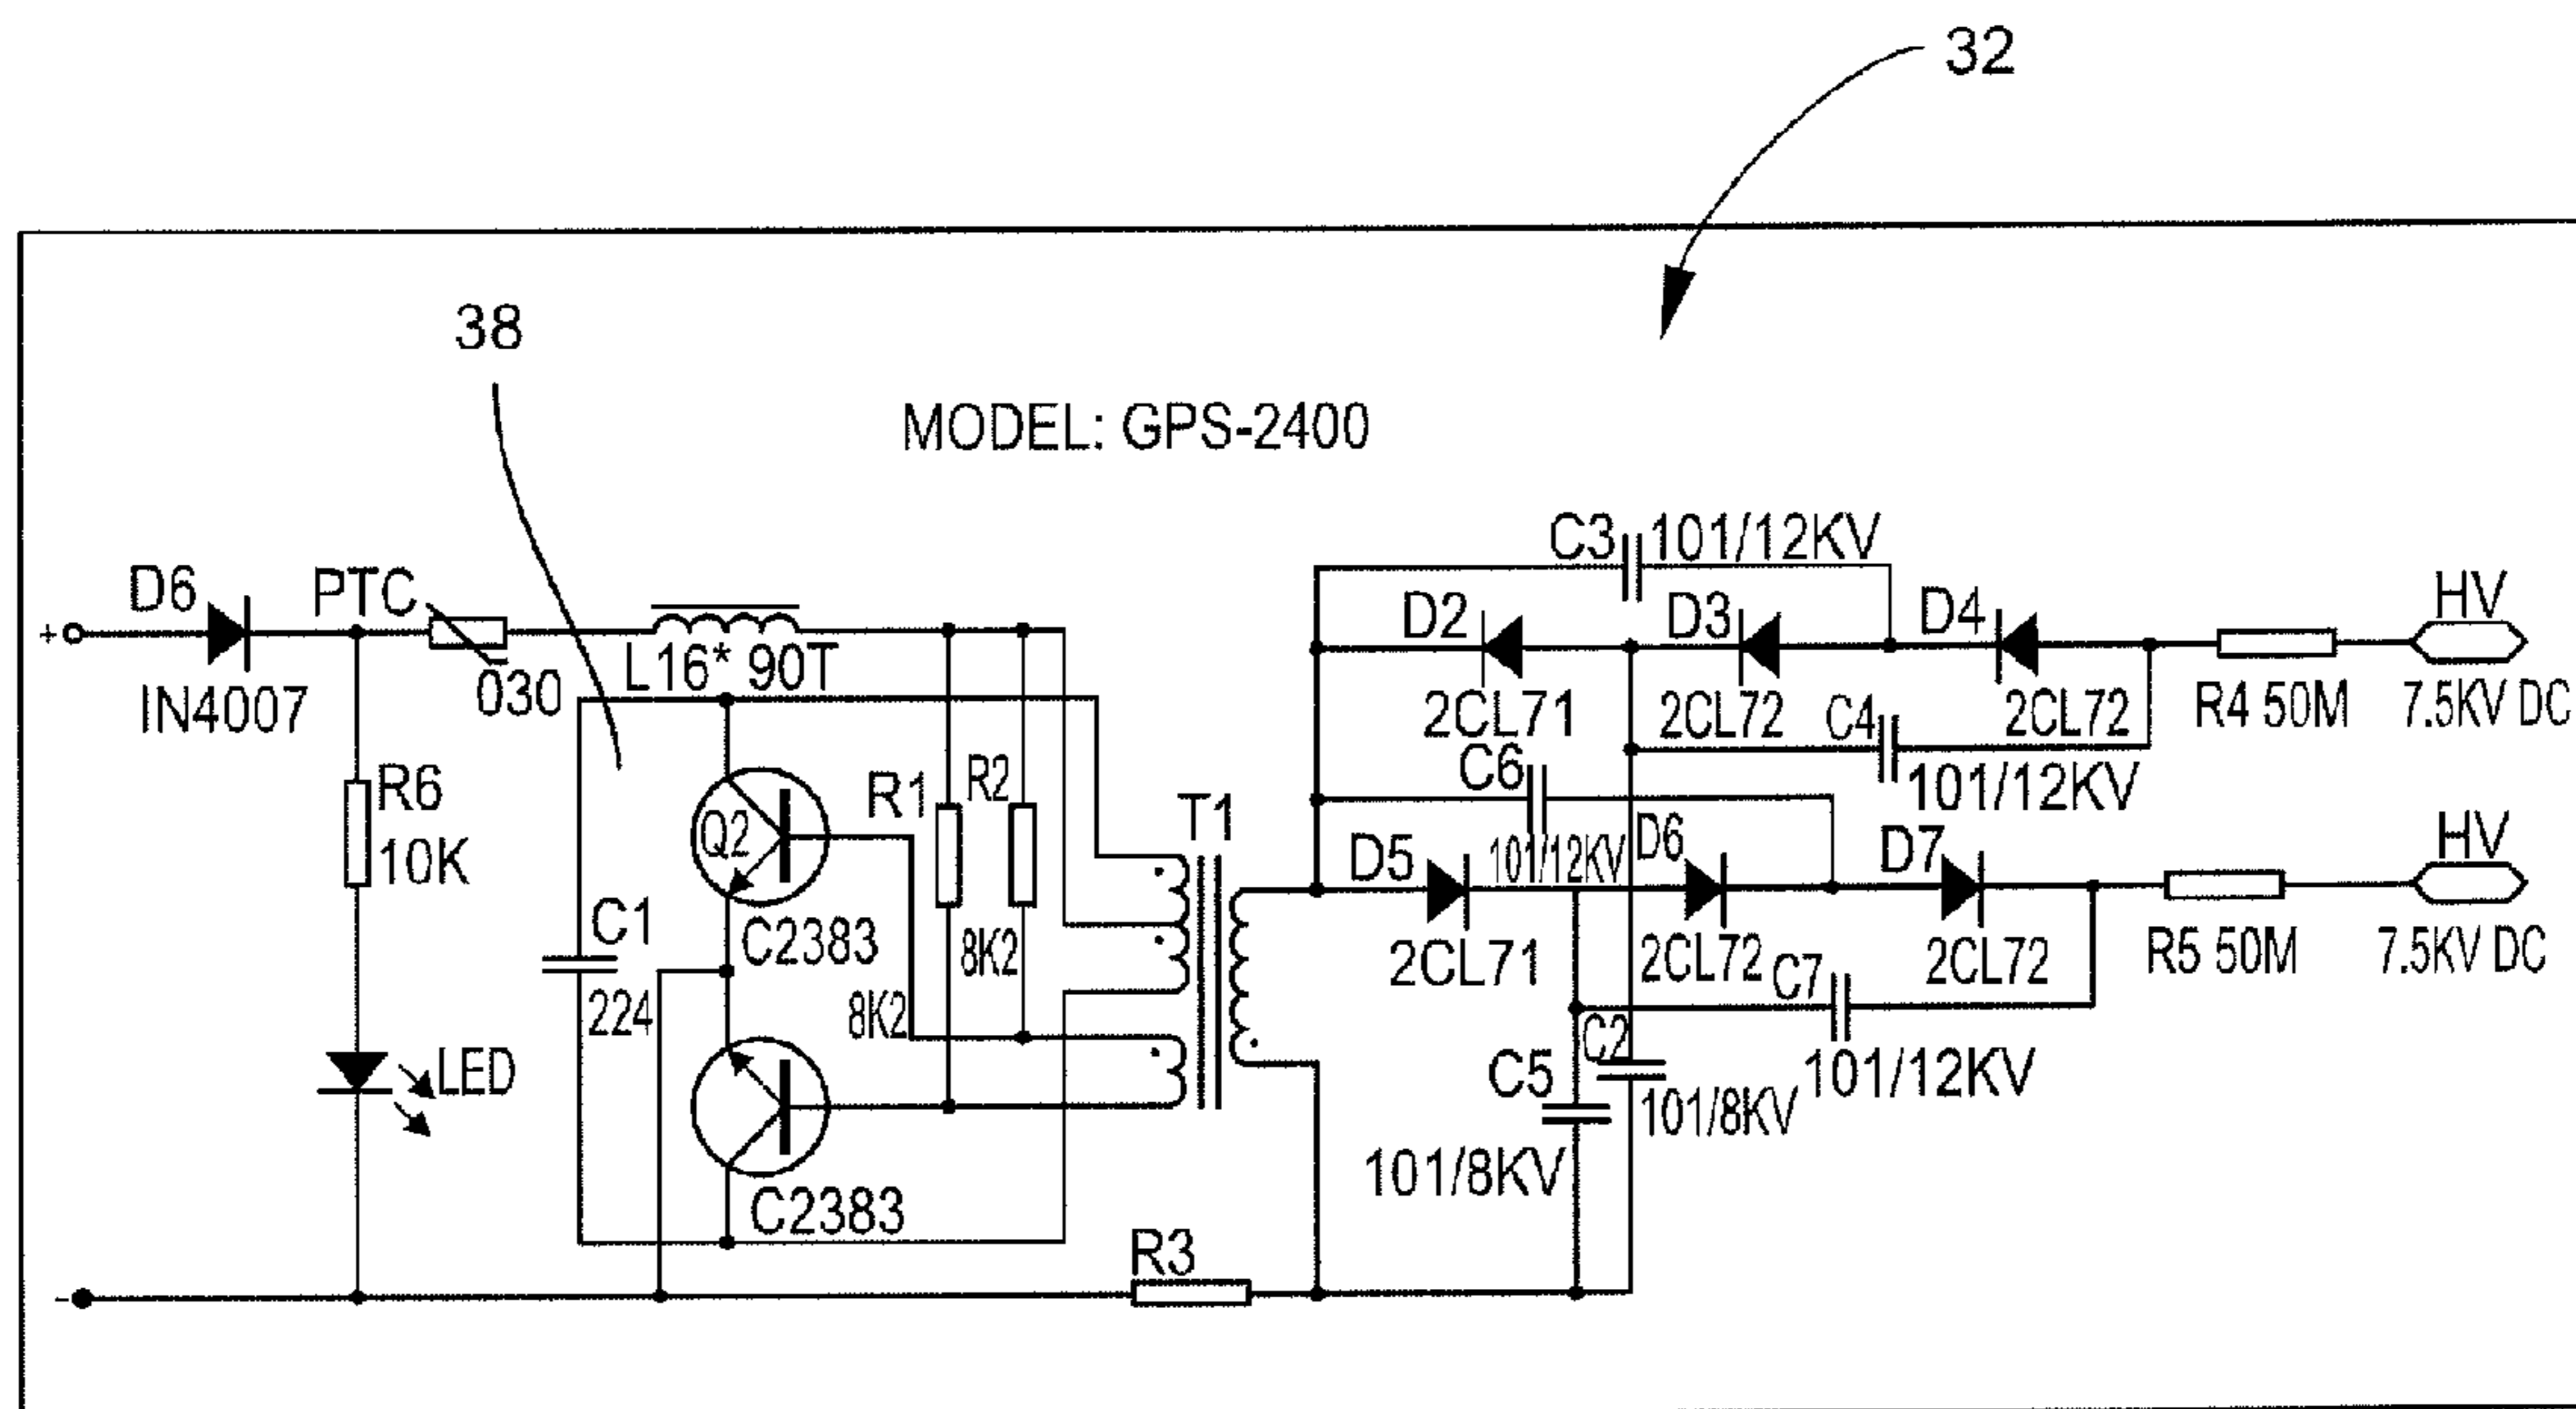 32
38
MODEL: GPS-2400
C3 101/12KV
D6
PTC
D2
D3
D4
HV
+
L16* 90T
030
IN4007
2CL71
2CL72
C4
2CL72
R4 50M
7.5KV DC
C6
101/12KV
R6
10K
Q2
R1
R2
T1
D5
101/12KV
D6
D7
HV
C1
224
C2383
8K2
8K2
2CL71
2CL72
C7
2CL72
R5 50M
7.5KV DC
LED
C5
C2
101/12KV
101/8KV
101/8KV
C2383
R3
-